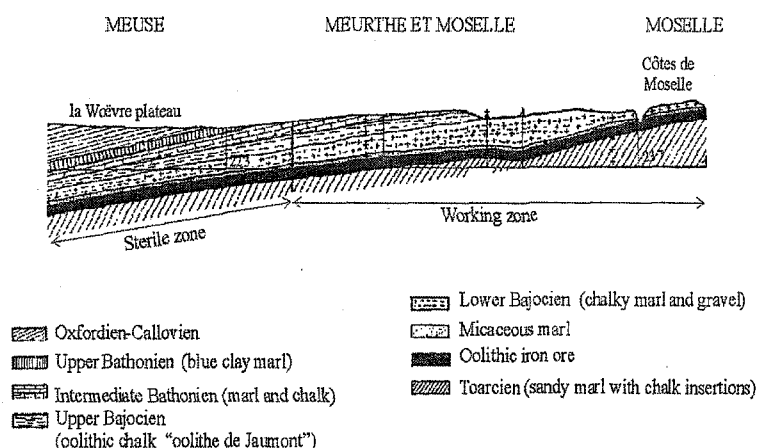 MEUSE MEURTHE ET MOSELLE MOSELLE
Côtes de
Moselle
la Woëvre plateau
Sterile zone
Working zone
Oxfordien-Callovien
Upper Bathonien (blue clay marl)
Intermediate Bathonien (marl and chalk)
Upper Bajocien
(oolithic chalk "oolithe de Jaumont")
Lower Bajocien (chalky marl and gravel)
Micaceous marl
Oolithic iron ore
Toarcien (sandy marl with chalk insertions)